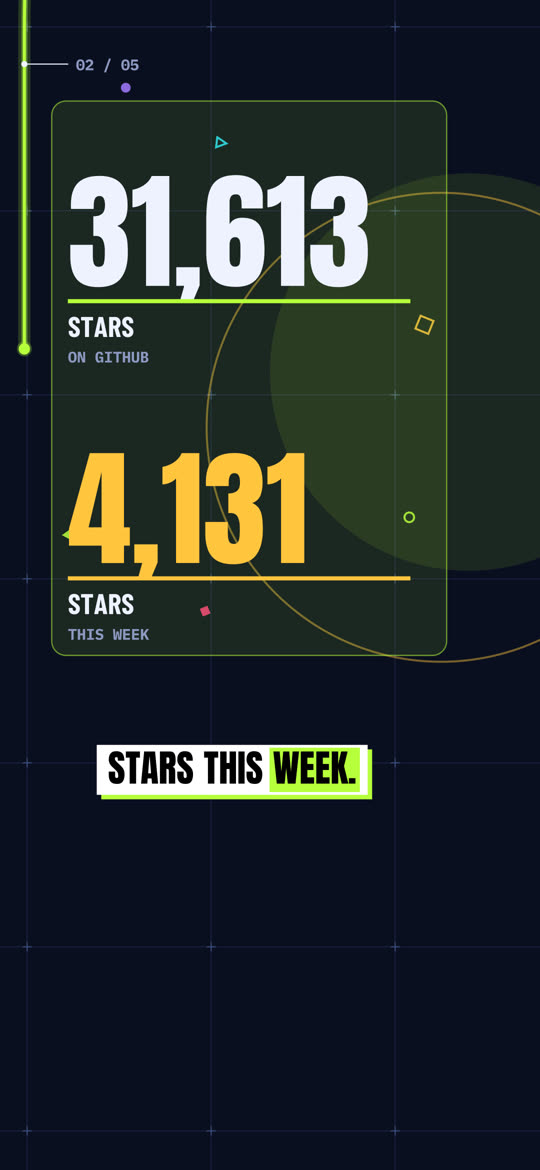 02 / 05
31,613
STARS
ON GITHUB
4,131
STARS
THIS WEEK
STARS THIS WEEK.